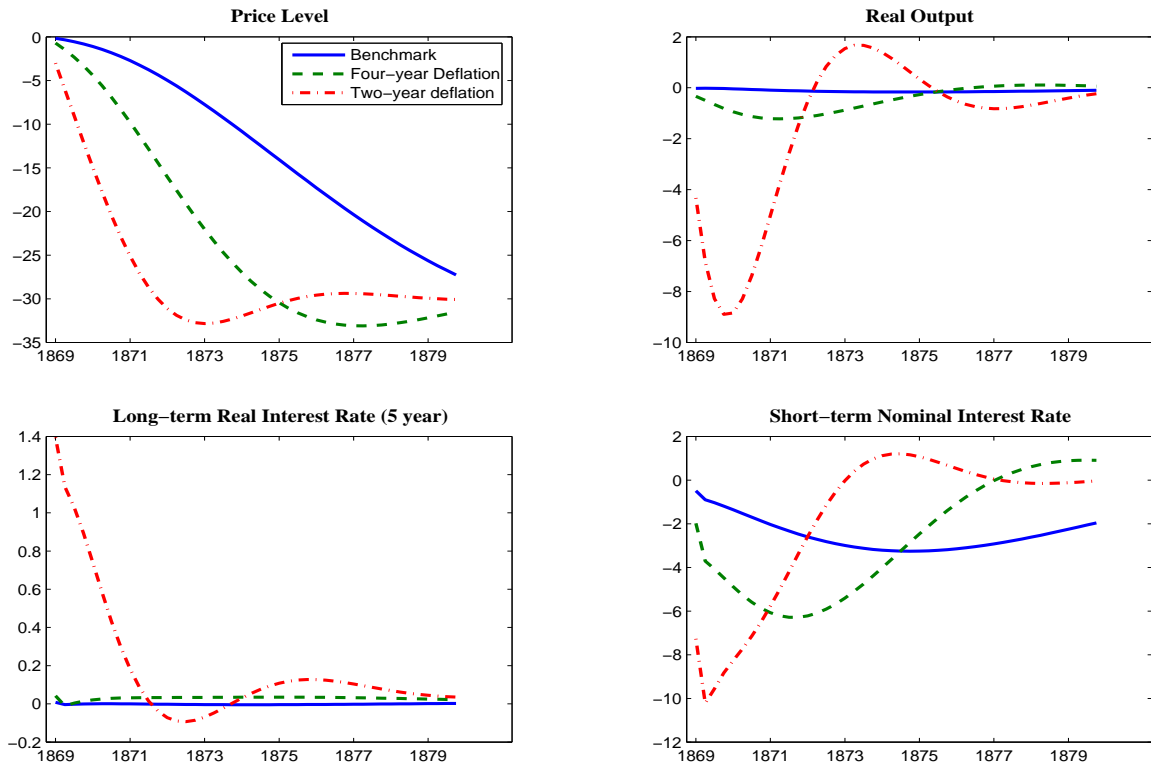 Price Level
0
−5
−10
−15
−20
−25
−30
−35
1869 1871 1873 1875 1877 1879
Benchmark
Four−year Deflation
Two−year deflation
Real Output
2
0
−2
−4
−6
−8
−10
1869 1871 1873 1875 1877 1879
Long−term Real Interest Rate (5 year)
1.4
1.2
1
0.8
0.6
0.4
0.2
0
−0.2
1869 1871 1873 1875 1877 1879
Short−term Nominal Interest Rate
2
0
−2
−4
−6
−8
−10
−12
1869 1871 1873 1875 1877 1879